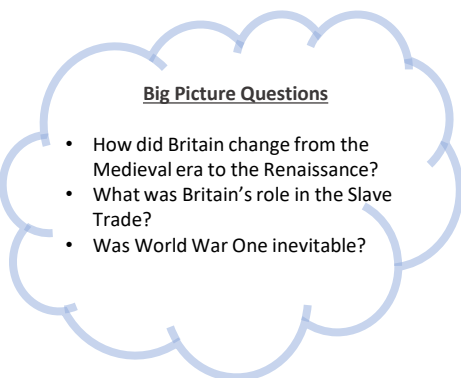 Big Picture Questions
• How did Britain change from the
Medieval era to the Renaissance?
• What was Britain's role in the Slave
Trade?
• Was World War One inevitable?